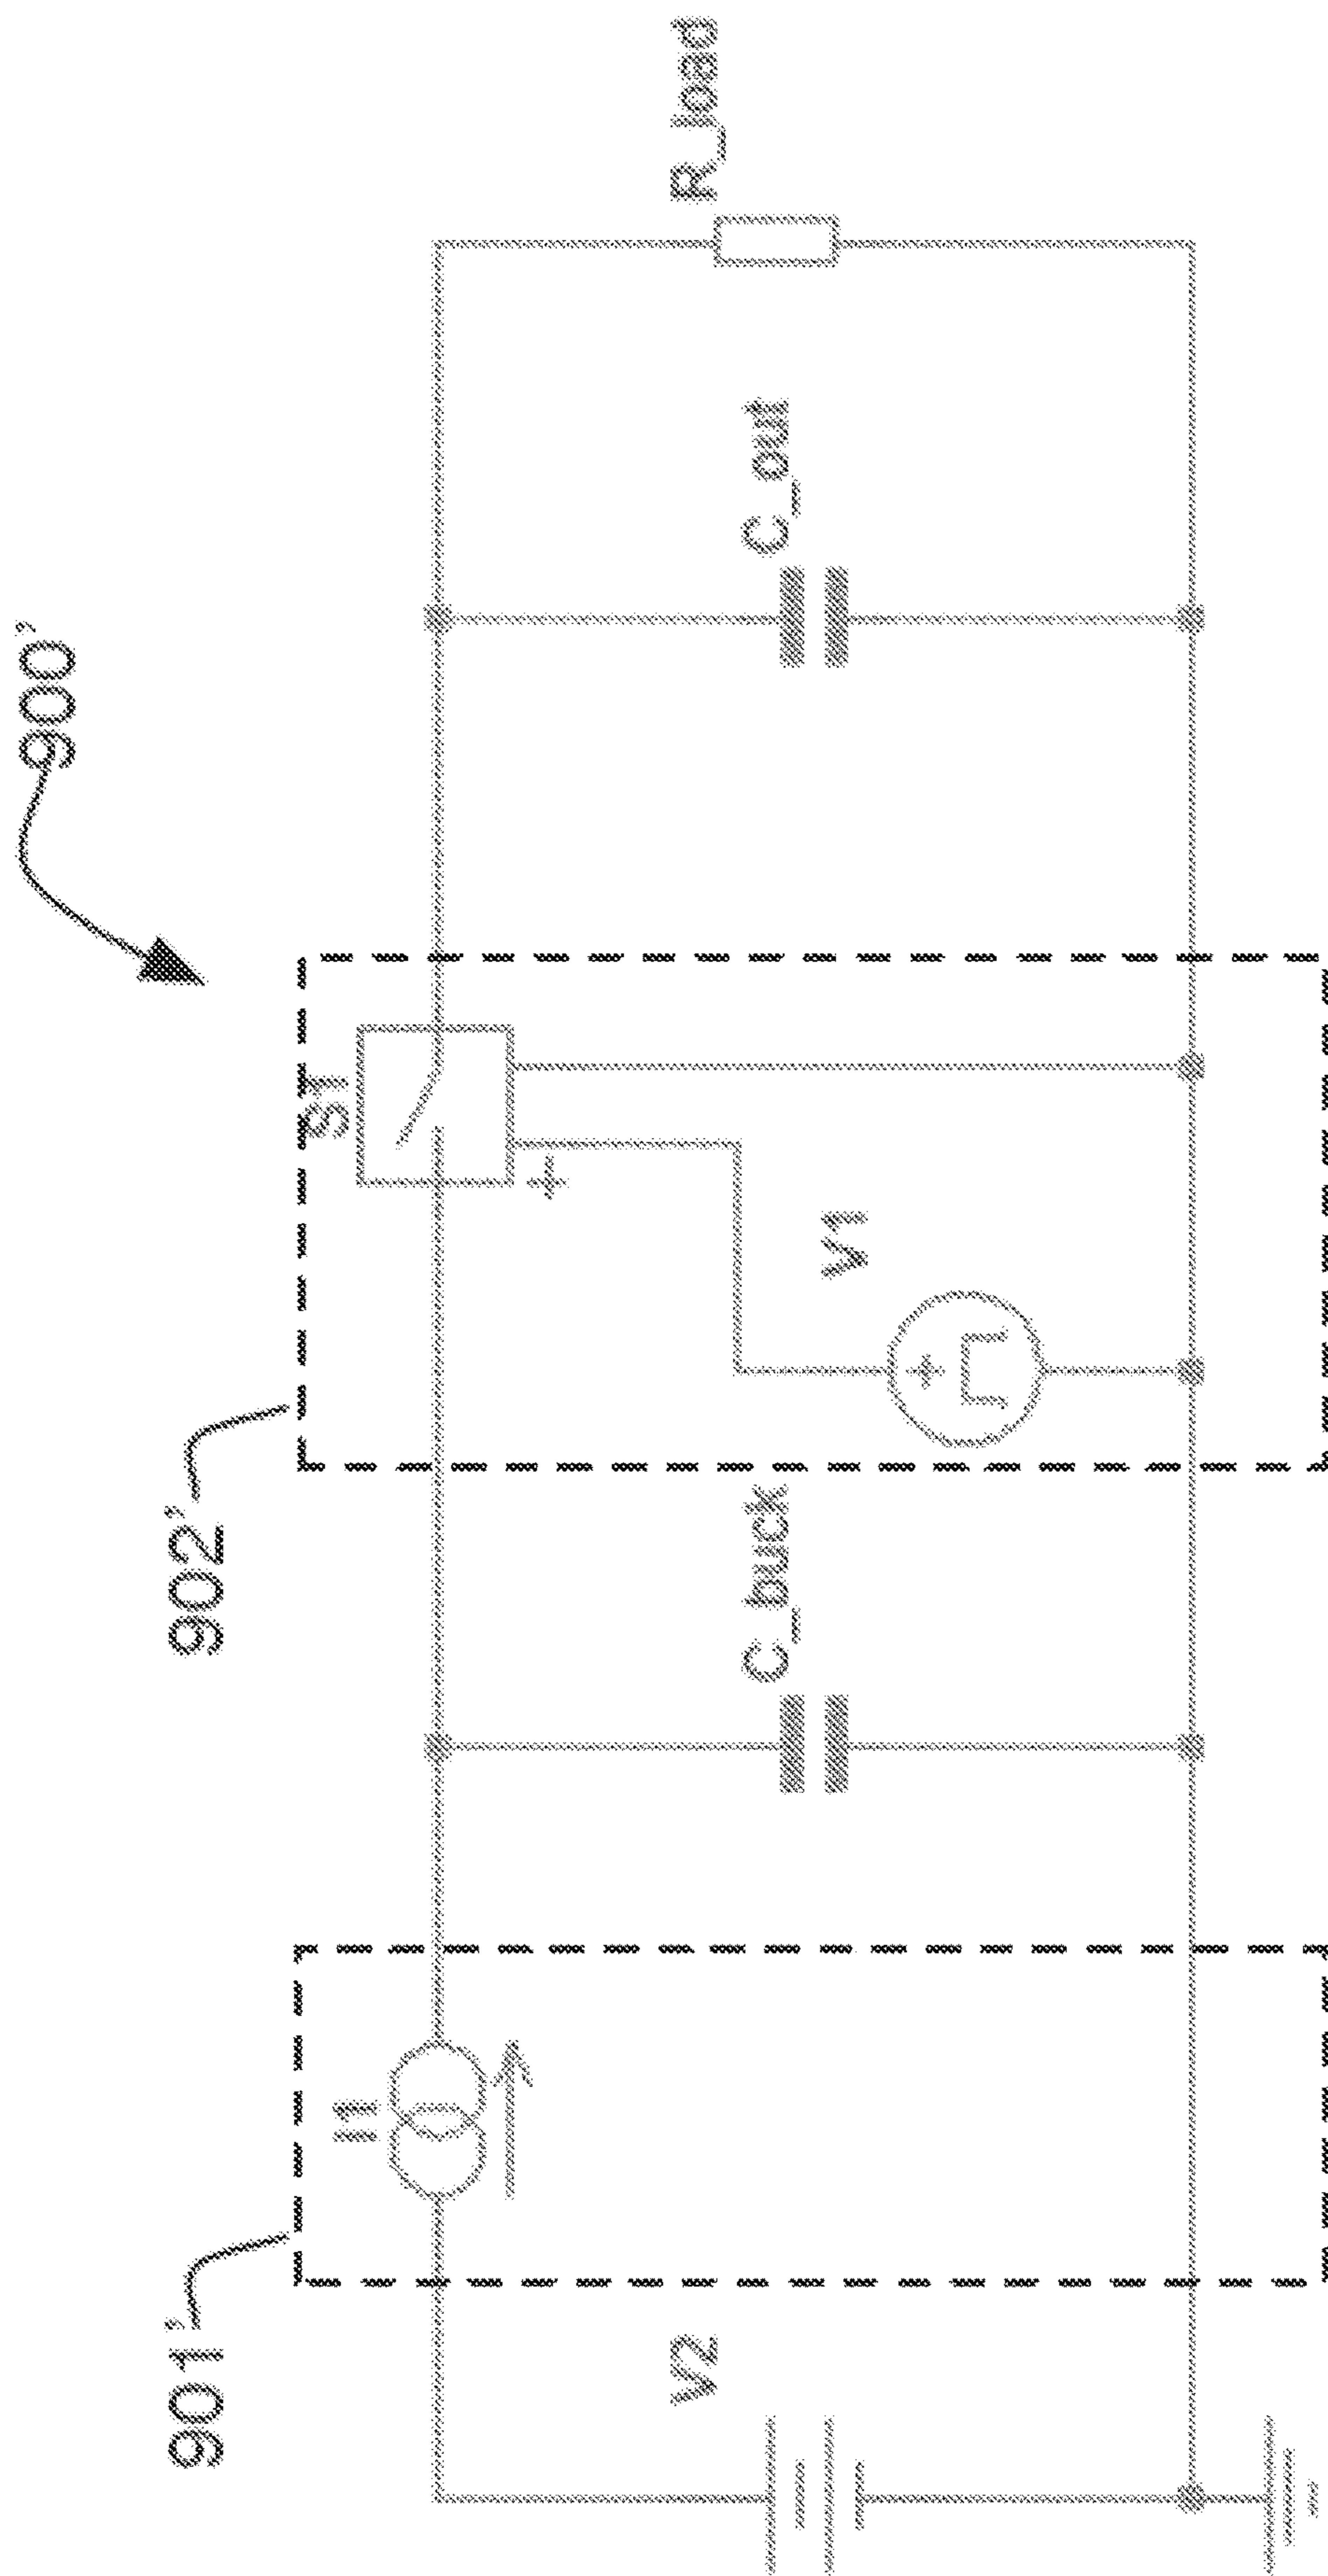 900’
901’
902’
V2
I1
C_buck
V1
+
S1
+
C_out
R_load